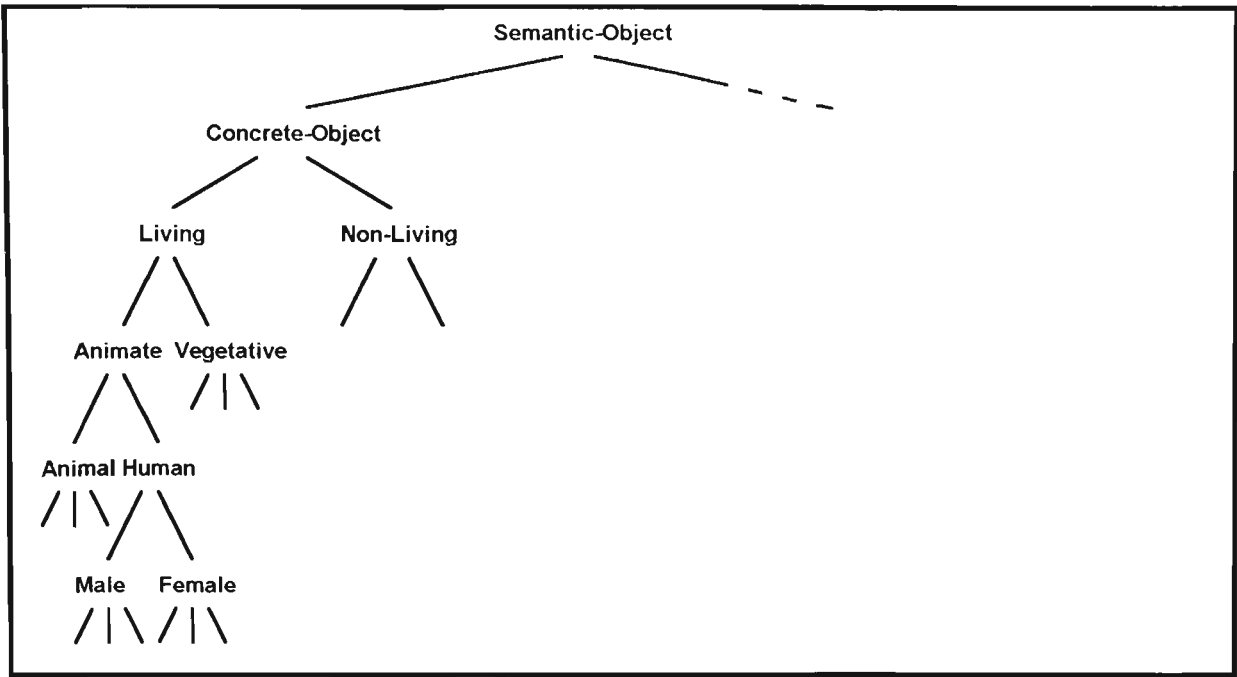 Semantic-Object
Concrete-Object
Living Non-Living
Animate Vegetative
Animal Human
Male Female